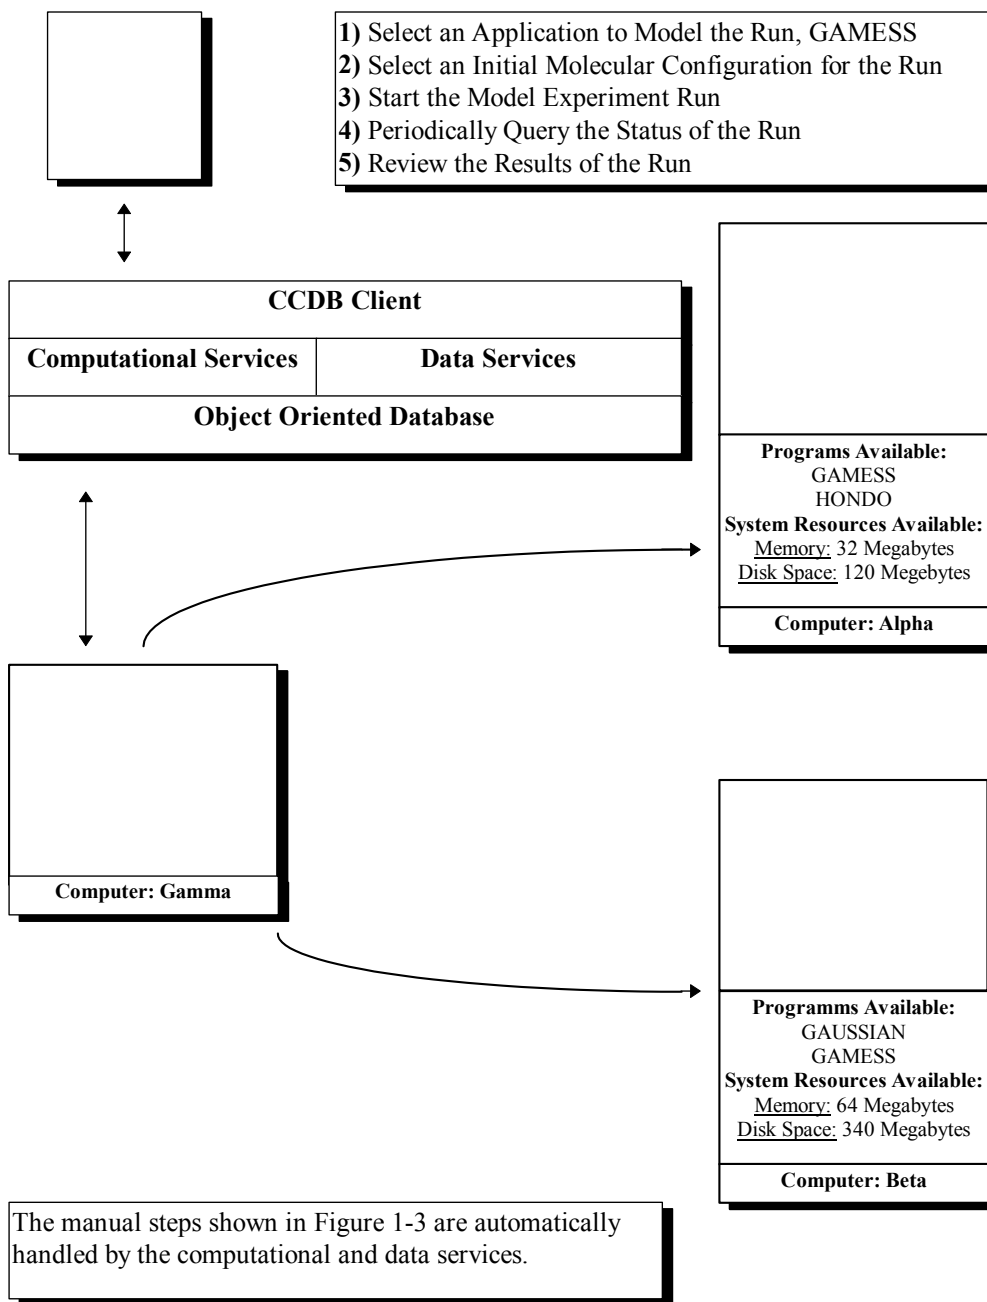 1) Select an Application to Model the Run, GAMESS
2) Select an Initial Molecular Configuration for the Run
3) Start the Model Experiment Run
4) Periodically Query the Status of the Run
5) Review the Results of the Run
CCDB Client
Computational Services
Data Services
Object Oriented Database
Programs Available:
GAMESS
HONDO
System Resources Available:
Memory: 32 Megabytes
Disk Space: 120 Megebytes
Computer: Alpha
Computer: Gamma
Programms Available:
GAUSSIAN
GAMESS
System Resources Available:
Memory: 64 Megabytes
Disk Space: 340 Megabytes
Computer: Beta
The manual steps shown in Figure 1-3 are automatically
handled by the computational and data services.